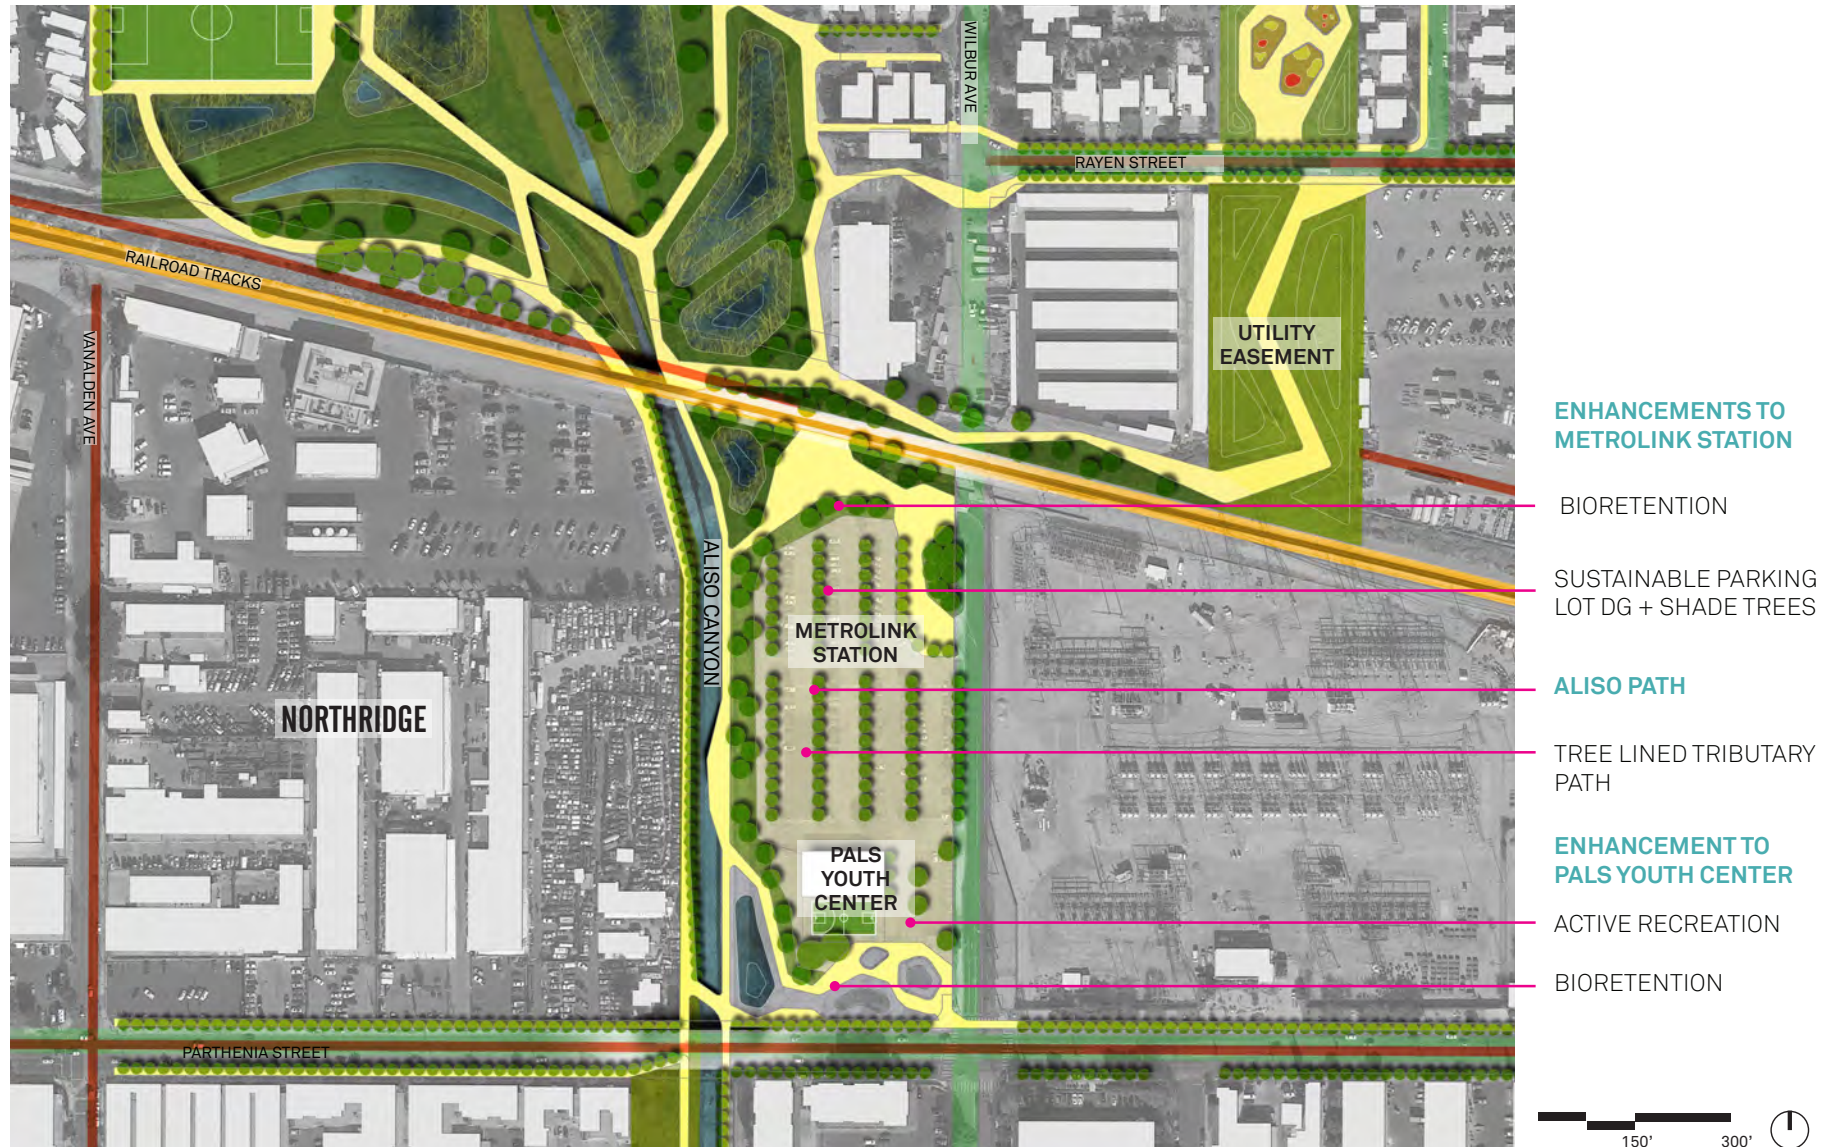 WILBUR AVE
RAYEN STREET
RAILROAD TRACKS
VANALDEN AVE
UTILITY
EASEMENT
ALISO CANYON
METROLINK
STATION
NORTHRIDGE
PALS
YOUTH
CENTER
PARTHENIA STREET
ENHANCEMENTS TO
METROLINK STATION
BIORETENTION
SUSTAINABLE PARKING
LOT DG + SHADE TREES
ALISO PATH
TREE LINED TRIBUTARY
PATH
ENHANCEMENT TO
PALS YOUTH CENTER
ACTIVE RECREATION
BIORETENTION
150'
300'